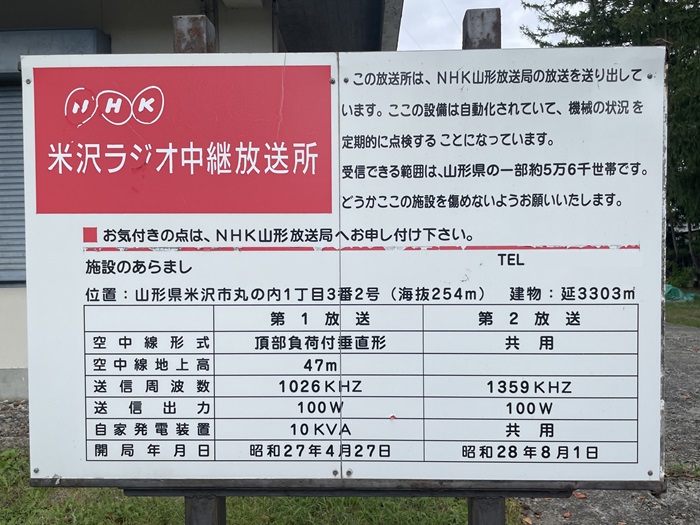 NHK
米沢ラジオ中継放送所
・この放送所は、NHK山形放送局の放送を送り出して
います。ここの設備は自動化されていて、機械の状況を
定期的に点検することになっています。
受信できる範囲は、山形県の一部約5万6千世帯です。
どうかここの施設を傷めないようお願いいたします。
■お気付きの点は、NHK山形放送局へお申し付け下さい。
TEL
施設のあらまし
位置：山形県米沢市丸の内1丁目3番2号（海抜254m） 建物：延3303㎡
第1放送 第2放送
空中線形式 頂部負荷付垂直形 共用
空中線地上高 47m
送信周波数 1026KHZ 1359KHZ
送信出力 100W 100W
自家発電装置 10KVA 共用
開局年月日 昭和27年4月27日 昭和28年8月1日